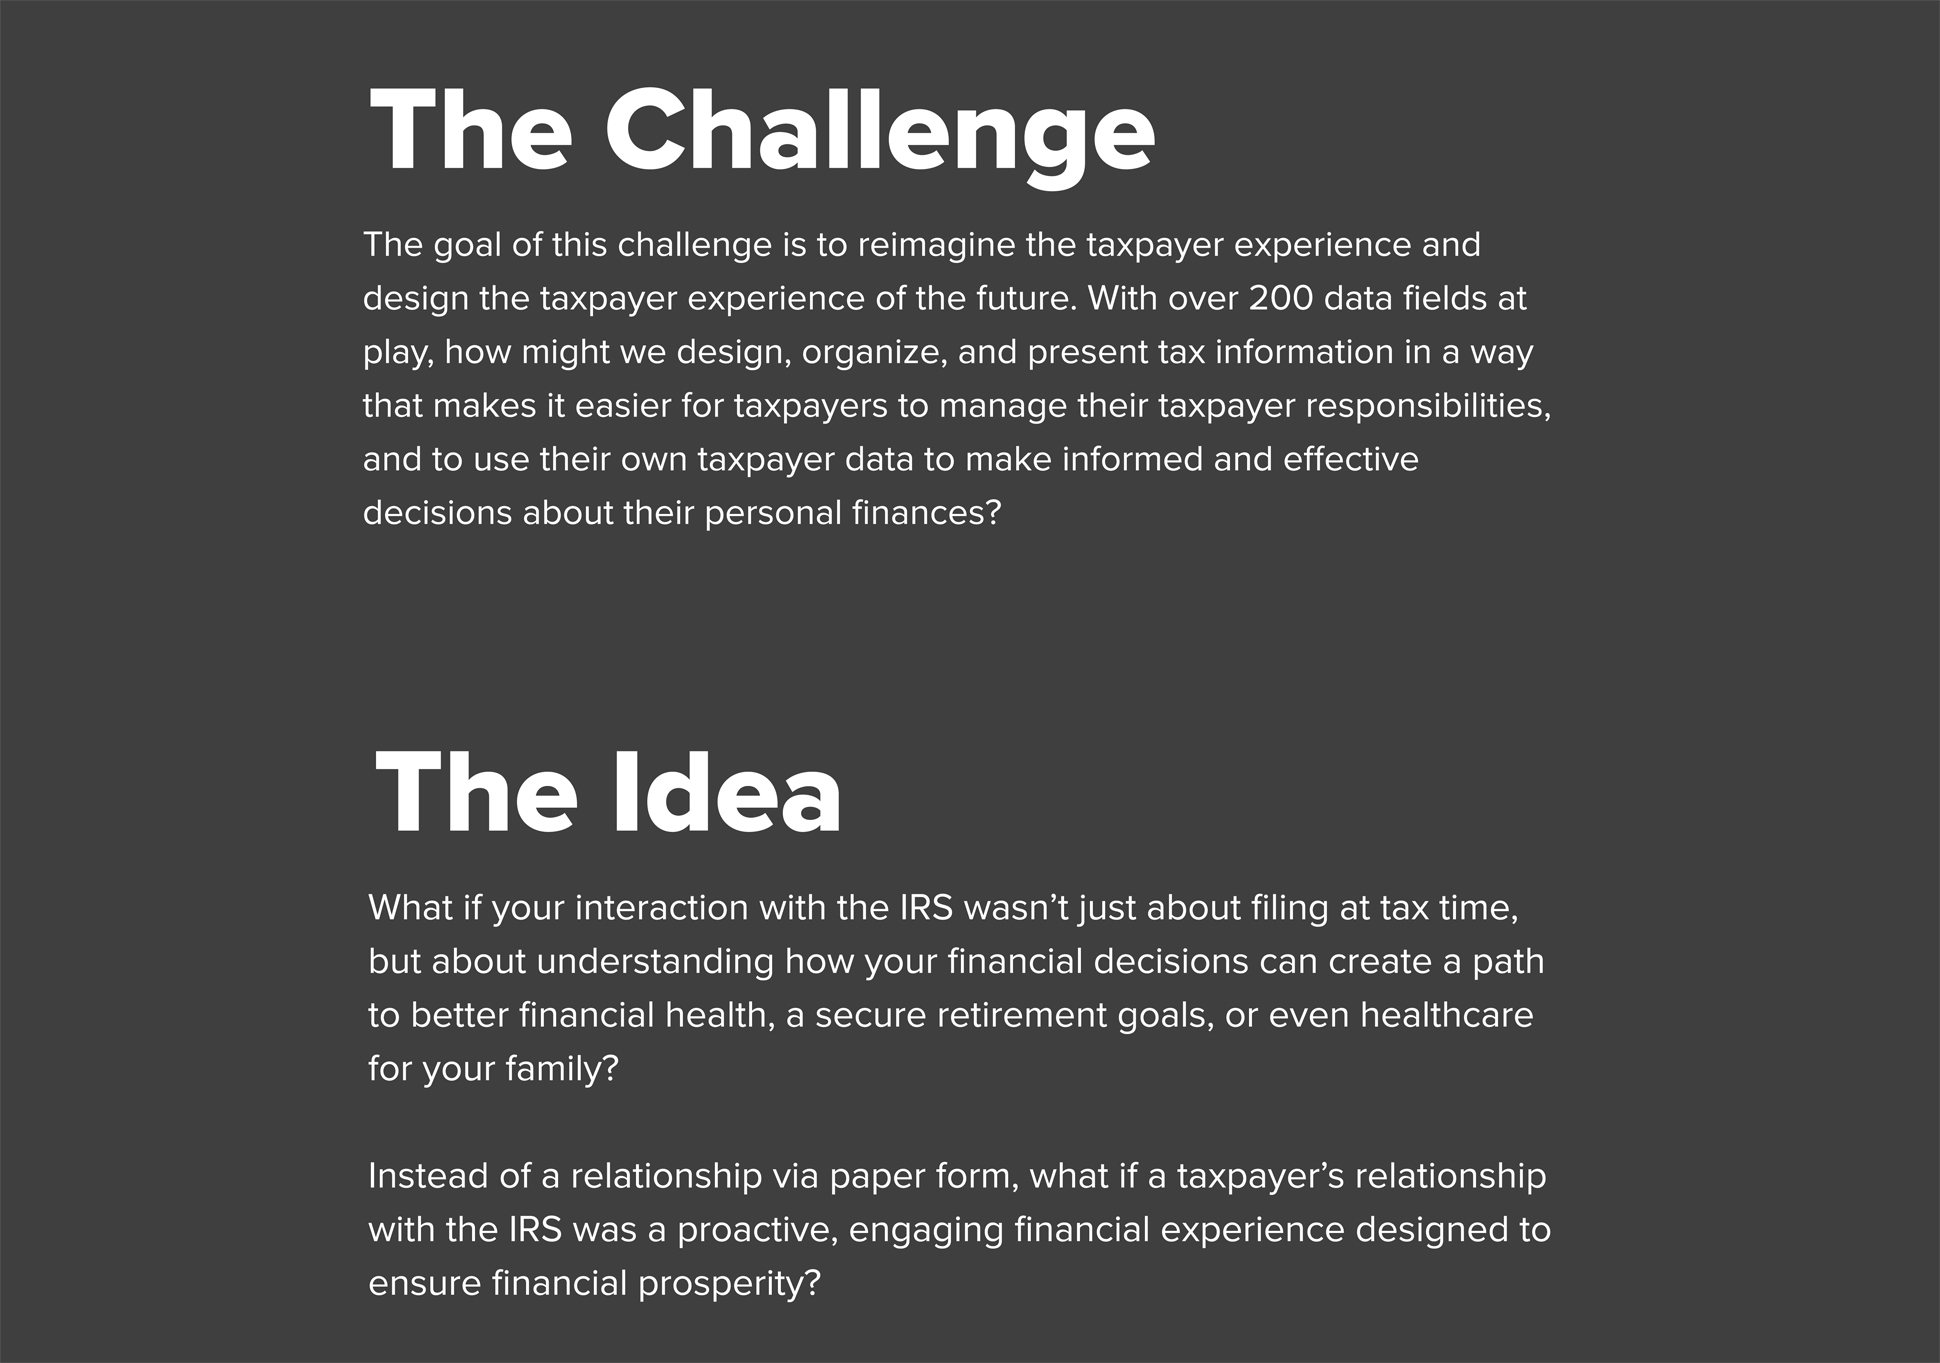 The Challenge
The goal of this challenge is to reimagine the taxpayer experience and
design the taxpayer experience of the future. With over 200 data fields at
play, how might we design, organize, and present tax information in a way
that makes it easier for taxpayers to manage their taxpayer responsibilities,
and to use their own taxpayer data to make informed and effective
decisions about their personal finances?
The Idea
What if your interaction with the IRS wasn’t just about filing at tax time,
but about understanding how your financial decisions can create a path
to better financial health, a secure retirement goals, or even healthcare
for your family?
Instead of a relationship via paper form, what if a taxpayer’s relationship
with the IRS was a proactive, engaging financial experience designed to
ensure financial prosperity?